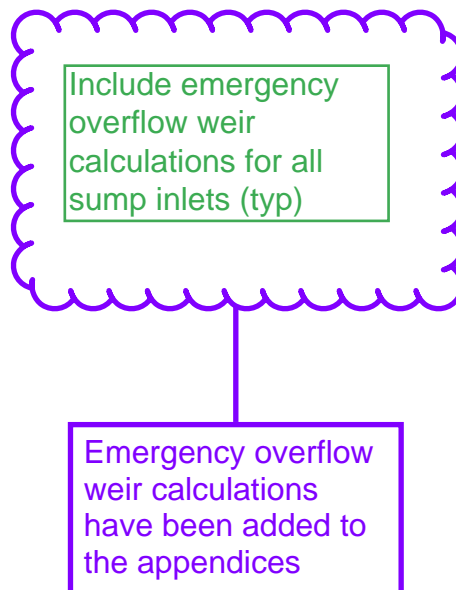 Include emergency
overflow weir
calculations for all
sump inlets (typ)
Emergency overflow
weir calculations
have been added to
the appendices